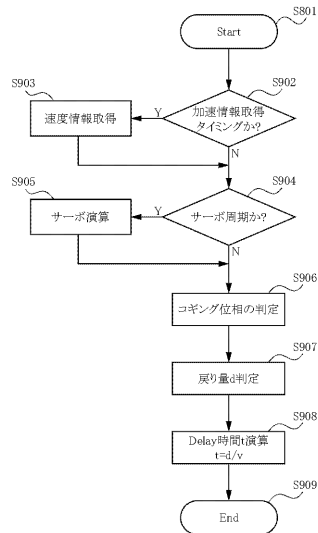 S801
Start
S902
加速情報取得
タイミングか?
S903
速度情報取得
Y
N
S904
サーボ周期か?
S905
サーボ演算
Y
N
S906
コギング位相の判定
S907
戻り量d判定
S908
Delay時間t演算
t=d/v
S909
End